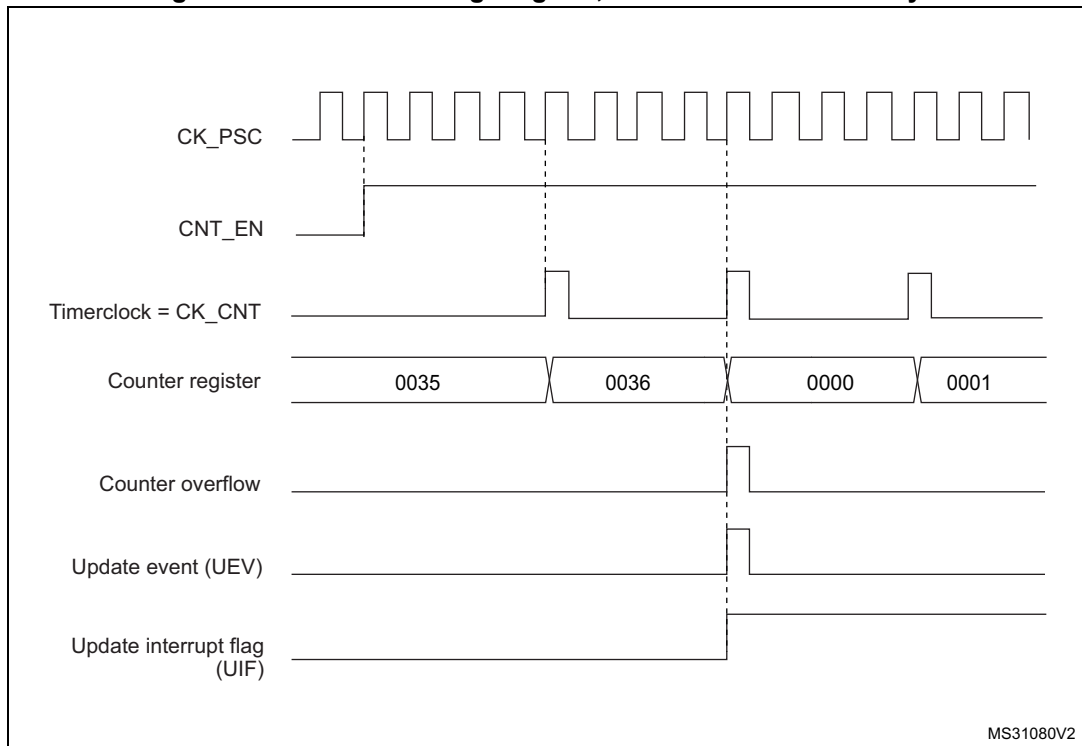 CK_PSC
CNT_EN
Timerclock = CK_CNT
Counter register
0035 0036 0000 0001
Counter overflow
Update event (UEV)
Update interrupt flag
(UIF)
MS31080V2